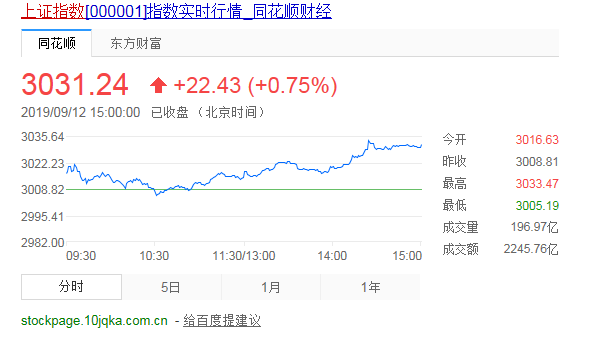 上证指数[000001]指数实时行情_同花顺财经
同花顺 东方财富
3031.24 +22.43 (+0.75%)
2019/09/12 15:00:00 已收盘 （北京时间）
3035.64
3022.23
3008.82
2995.41
2982.00
09:30 10:30 11:30/13:00 14:00 15:00
今开 3016.63
昨收 3008.81
最高 3033.47
最低 3005.19
成交量 196.97亿
成交额 2245.76亿
分时 5日 1月 1年
stockpage.10jqka.com.cn - 给百度提建议